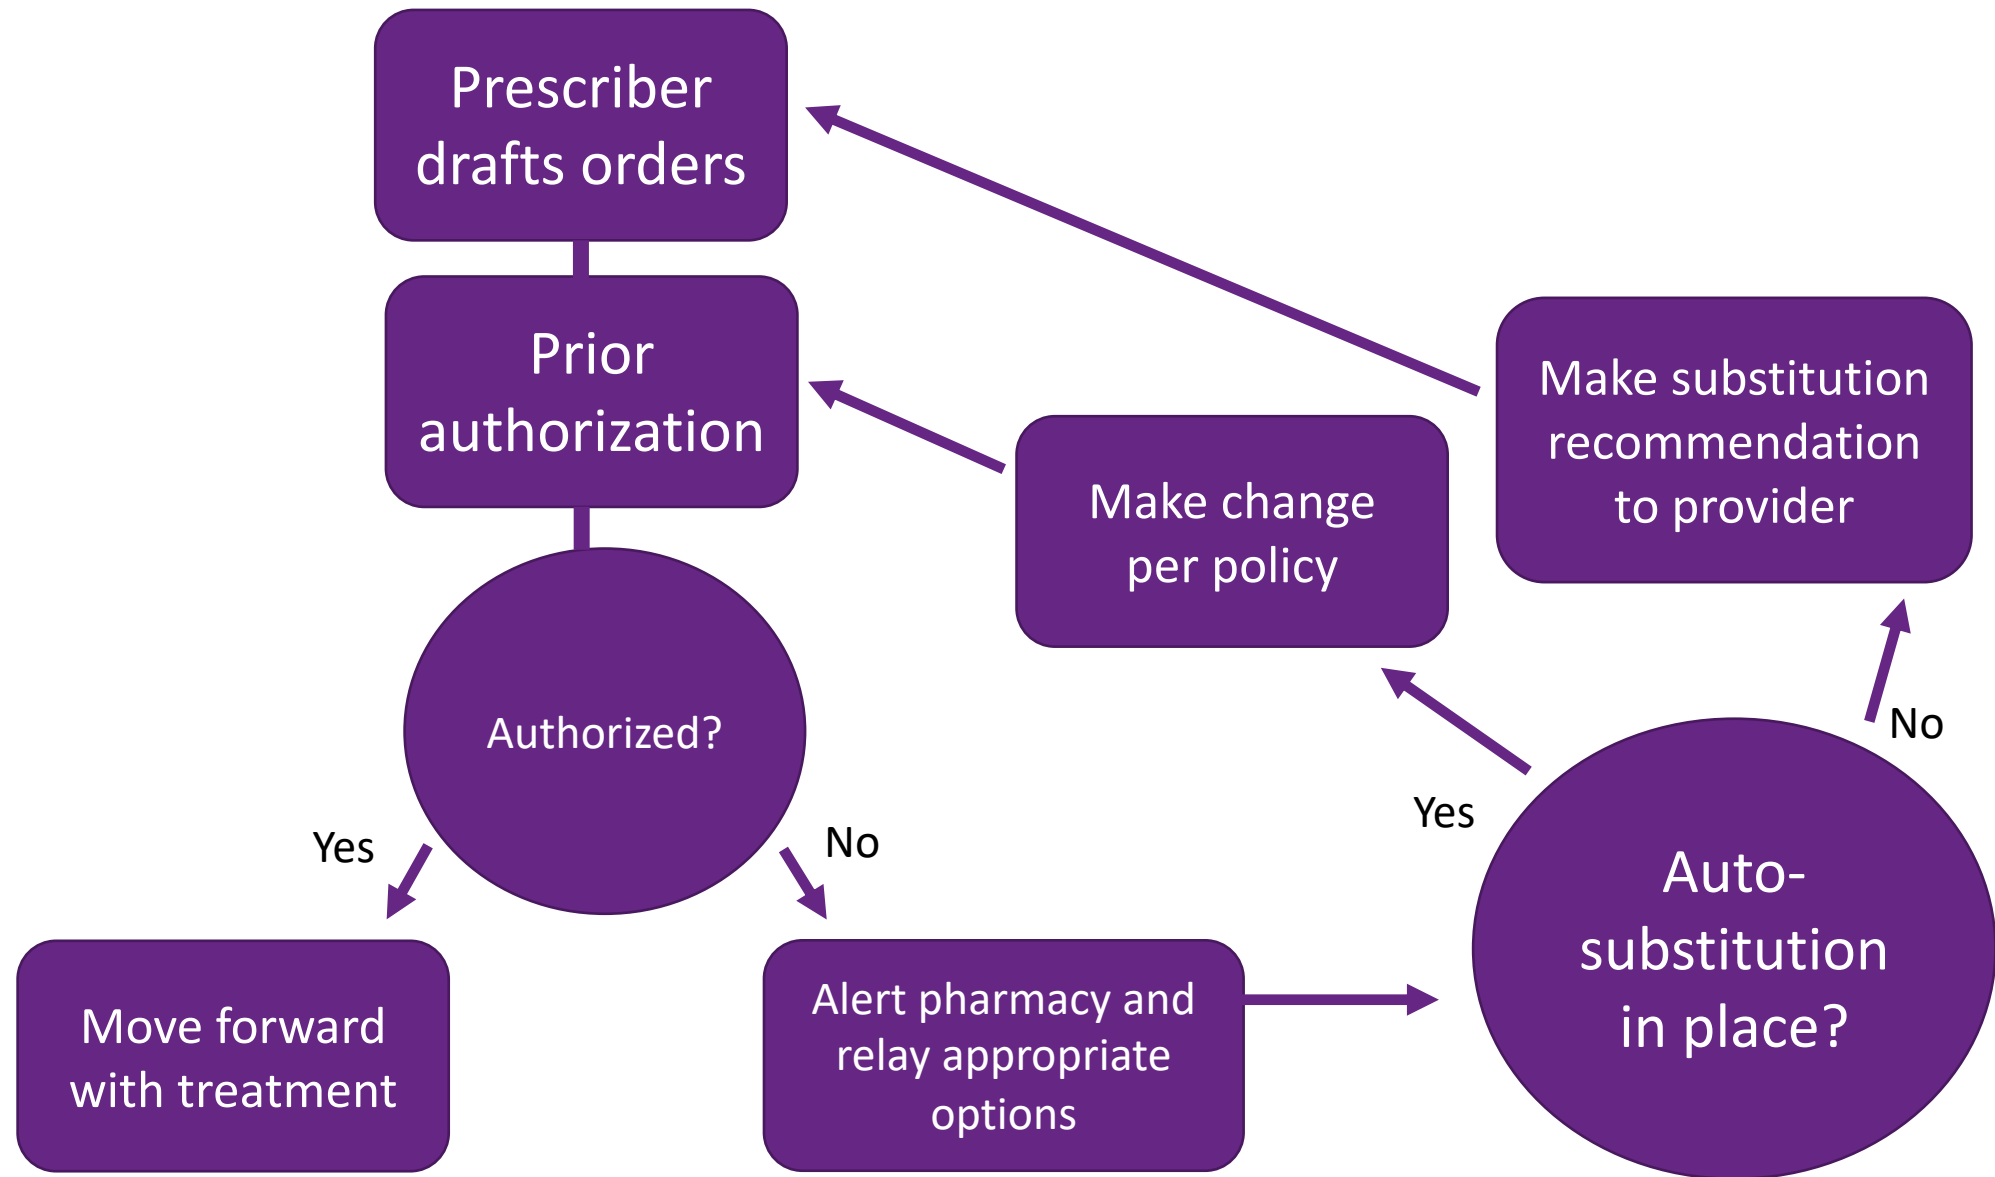 Prescriber
drafts orders
Prior
authorization
Make substitution
recommendation
to provider
Make change
per policy
Authorized?
No
Yes
Yes
No
Auto-
substitution
in place?
Move forward
with treatment
Alert pharmacy and
relay appropriate
options